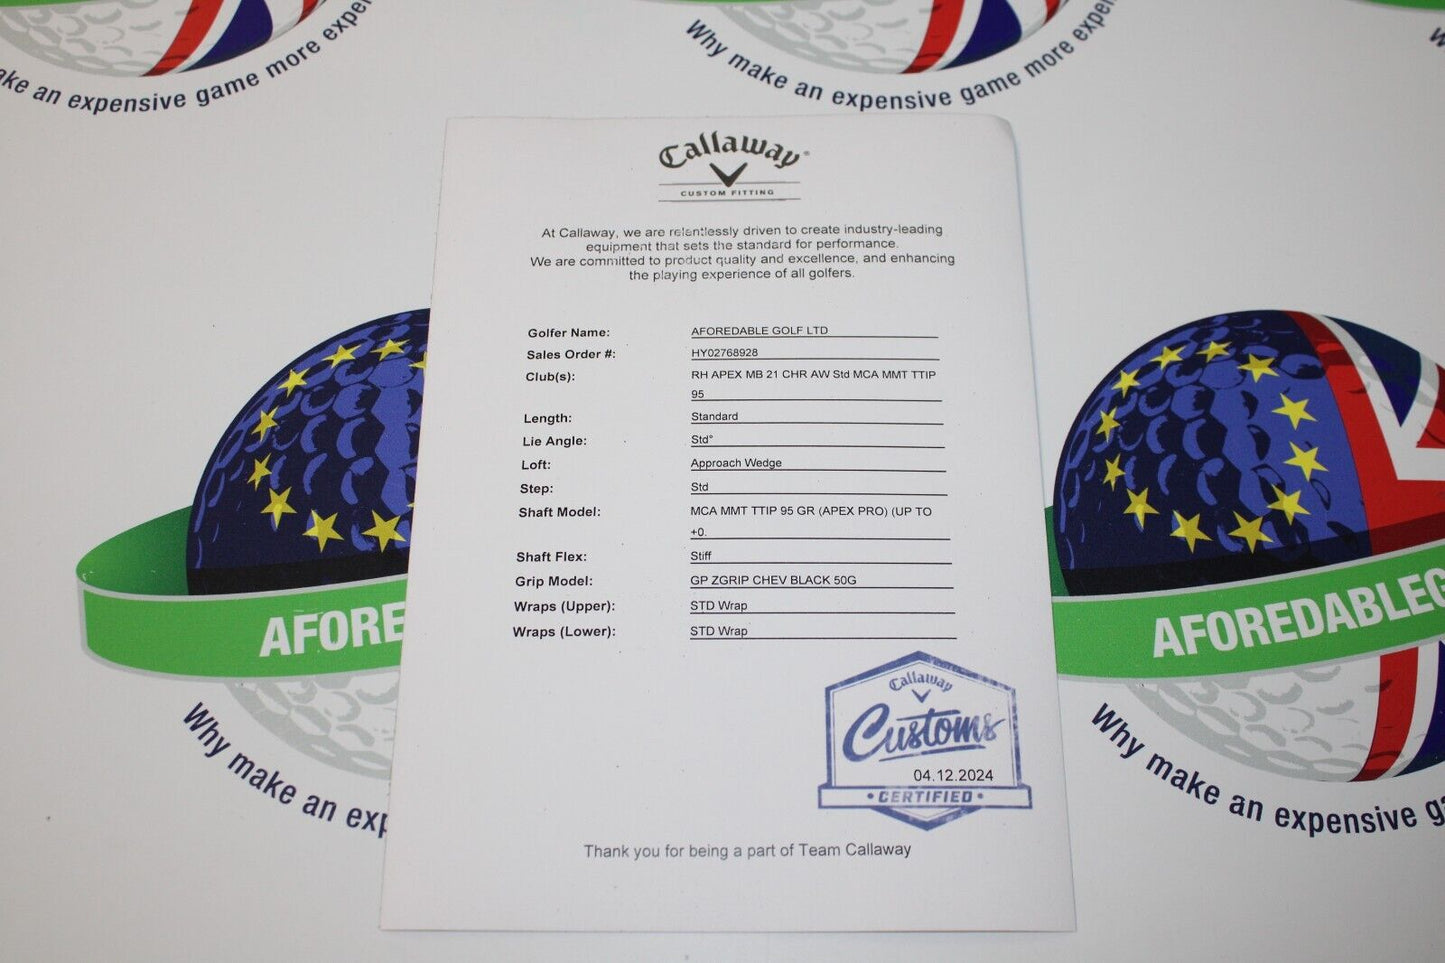 ke an expensive game more expen
Why make an expensive game more expe
W
Callaway®
CUSTOM FITTING
At Callaway, we are relentlessly driven to create industry-leading
equipment that sets the standard for performance.
We are committed to product quality and excellence, and enhancing
the playing experience of all golfers.
Golfer Name: AFOREDABLE GOLF LTD
Sales Order #: HY02768928
Club(s): RH APEX MB 21 CHR AW Std MCA MMT TTIP
95
Length: Standard
Lie Angle: Std°
Loft: Approach Wedge
Step: Std
Shaft Model: MCA MMT TTIP 95 GR (APEX PRO) (UP TO
+0.
Shaft Flex: Stiff
Grip Model: GP ZGRIP CHEV BLACK 50G
Wraps (Upper): STD Wrap
Wraps (Lower): STD Wrap
Callaway
Customs
04.12.2024
• CERTIFIED •
Thank you for being a part of Team Callaway
AFORE
Why make an exp
AFOREDABLEG
Why make an expensive g